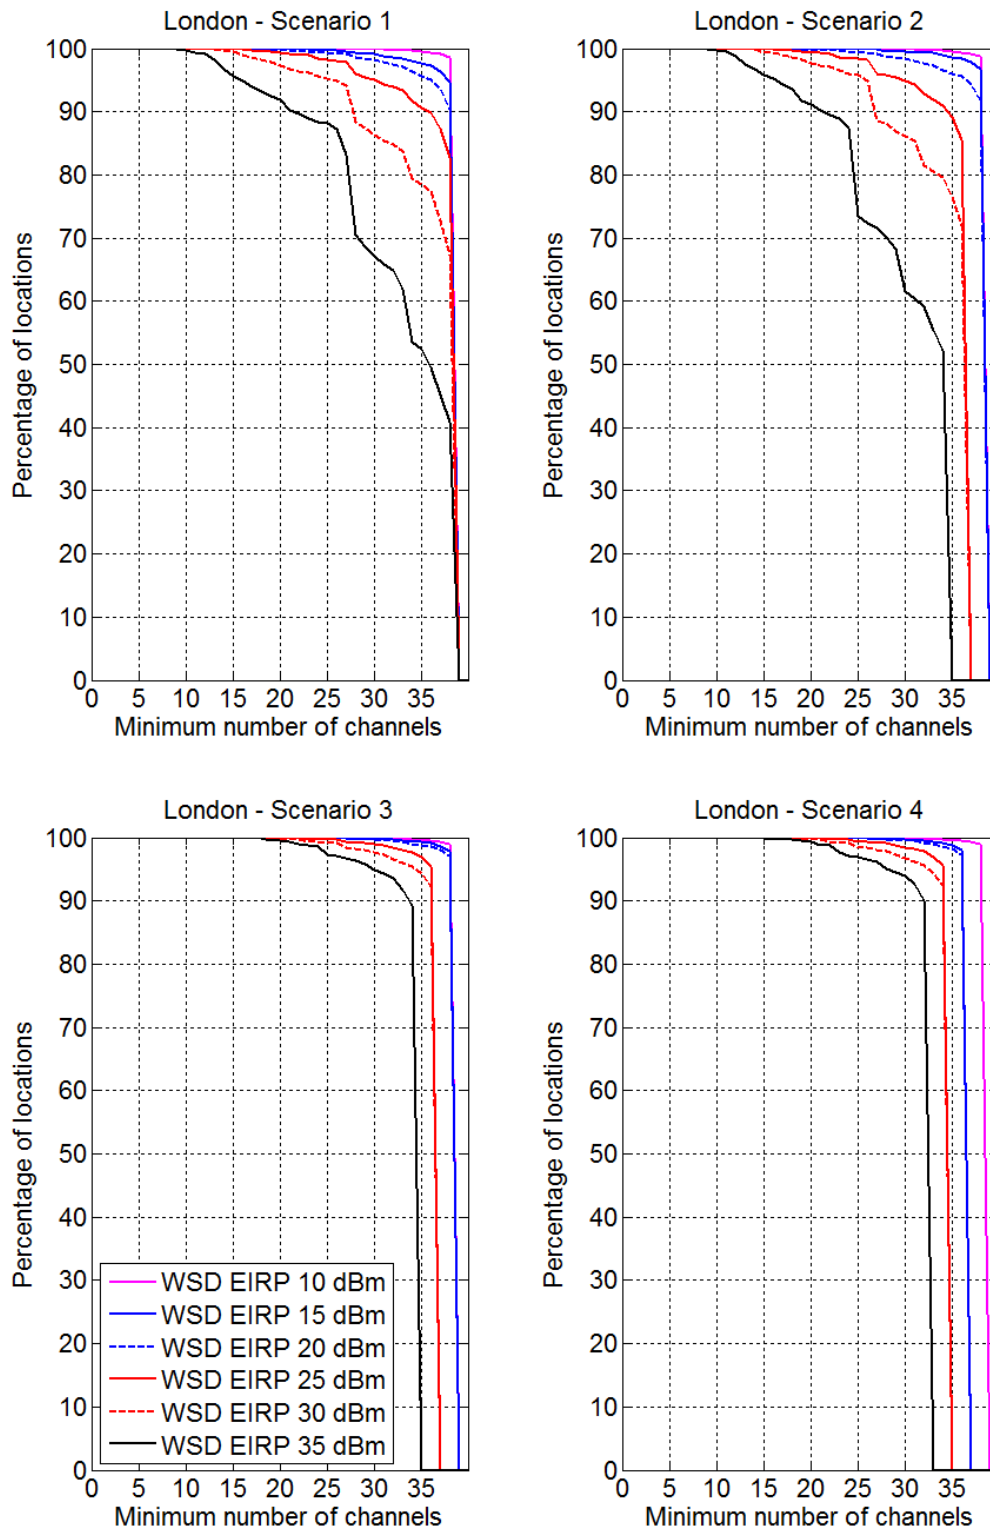 London - Scenario 1
100
90
80
70
60
50
40
30
20
10
0
Percentage of locations
0 5 10 15 20 25 30 35
Minimum number of channels
London - Scenario 2
100
90
80
70
60
50
40
30
20
10
0
Percentage of locations
0 5 10 15 20 25 30 35
Minimum number of channels
London - Scenario 3
100
90
80
70
60
50
40
30
20
10
0
Percentage of locations
WSD EIRP 10 dBm
WSD EIRP 15 dBm
WSD EIRP 20 dBm
WSD EIRP 25 dBm
WSD EIRP 30 dBm
WSD EIRP 35 dBm
0 5 10 15 20 25 30 35
Minimum number of channels
London - Scenario 4
100
90
80
70
60
50
40
30
20
10
0
Percentage of locations
0 5 10 15 20 25 30 35
Minimum number of channels